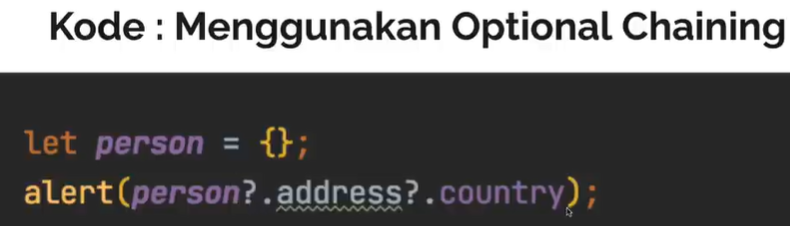 Kode : Menggunakan Optional Chaining
let person = {};
alert(person?.address?.country);